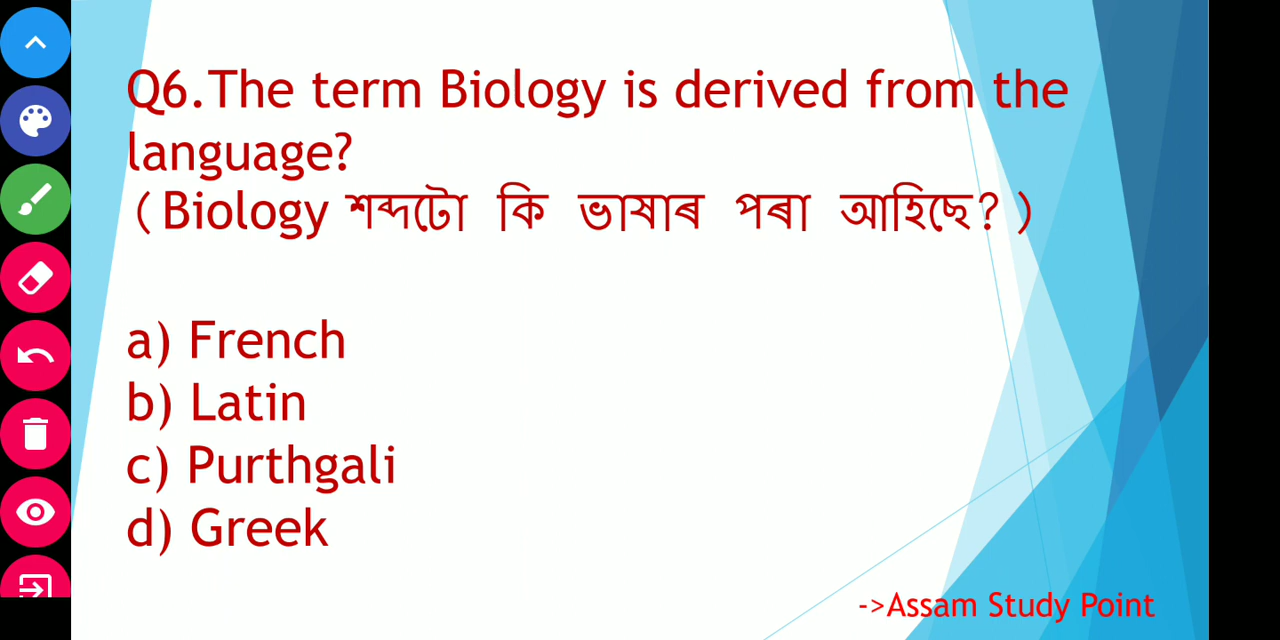 Q6.The term Biology is derived from the
language?
( Biology শব্দটো কি ভাষাৰ পৰা আহিছে? )
a) French
b) Latin
c) Purthgali
d) Greek
->Assam Study Point